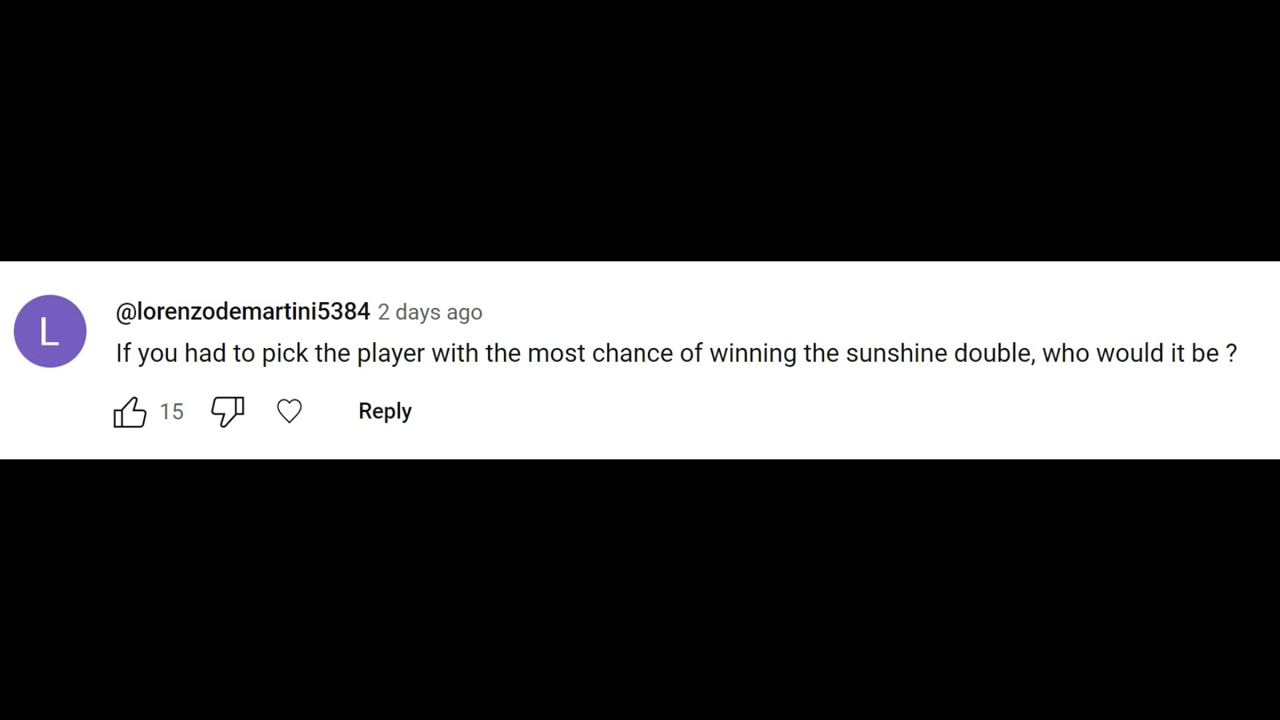 L
@lorenzodemartini5384 2 days ago
If you had to pick the player with the most chance of winning the sunshine double, who would it be ?
15 Reply